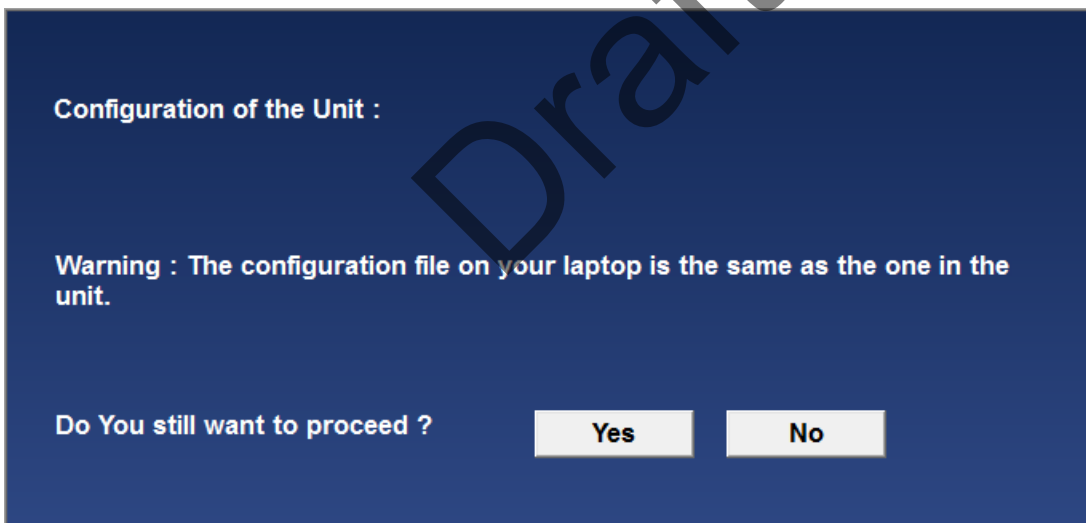 Configuration of the Unit :
Warning : The configuration file on your laptop is the same as the one in the
unit.
Do You still want to proceed ?
Yes No